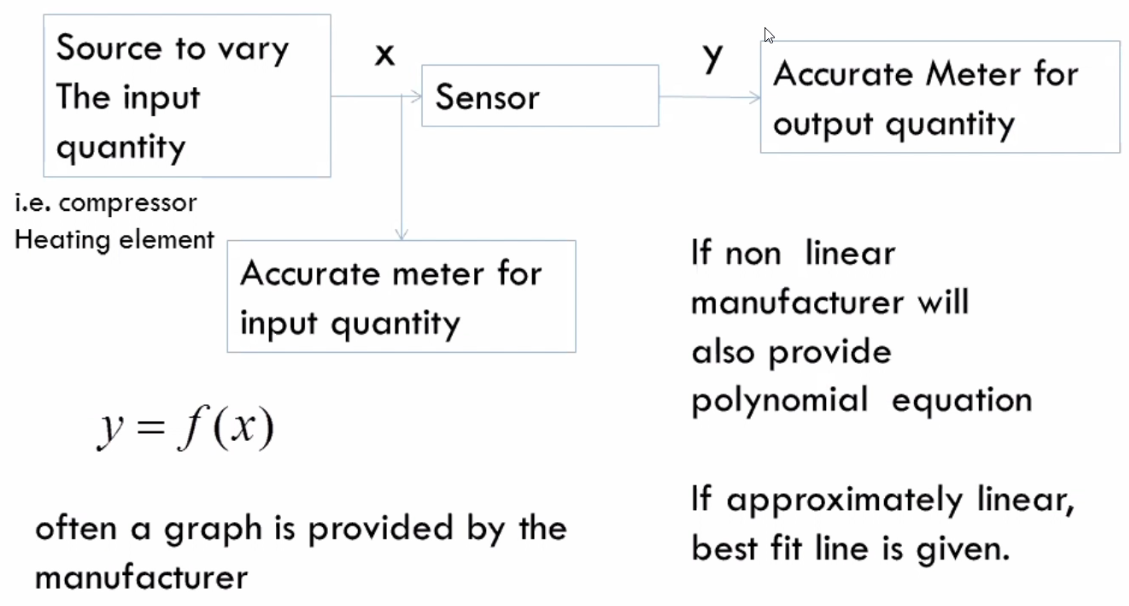 Source to vary
The input
quantity
x
Sensor
y
Accurate Meter for
output quantity
i.e. compressor
Heating element
Accurate meter for
input quantity
y = f(x)
often a graph is provided by the
manufacturer
If non linear
manufacturer will
also provide
polynomial equation
If approximately linear,
best fit line is given.